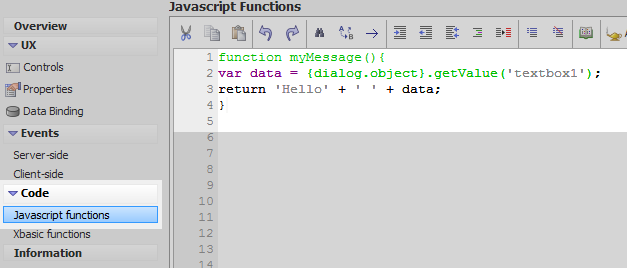 Javascript Functions
Overview
UX
Controls
Properties
Data Binding
Events
Server-side
Client-side
Code
Javascript functions
Xbasic functions
Information
1 function myMessage(){
2 var data = {dialog.object}.getValue('textbox1');
3 return 'Hello' + ' ' + data;
4 }
5
6
7
8
9
10
11
12
13
14